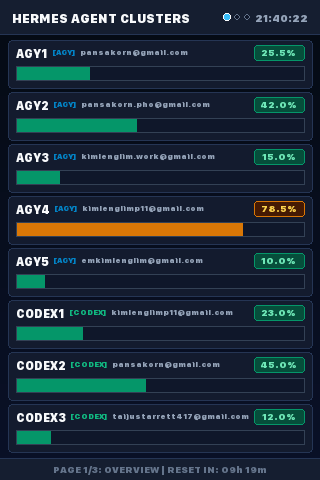 HERMES AGENT CLUSTERS 21:40:22
AGY1 [AGY] pansakorn@gmail.com 25.5%
AGY2 [AGY] pansakorn.pho@gmail.com 42.0%
AGY3 [AGY] kimlenglim.work@gmail.com 15.0%
AGY4 [AGY] kimlenglimp11@gmail.com 78.5%
AGY5 [AGY] emkimlenglim@gmail.com 10.0%
CODEX1 [CODEX] kimlenglimp11@gmail.com 23.0%
CODEX2 [CODEX] pansakorn@gmail.com 45.0%
CODEX3 [CODEX] taijustarrett417@gmail.com 12.0%
PAGE 1/3: OVERVIEW | RESET IN: 09h 19m